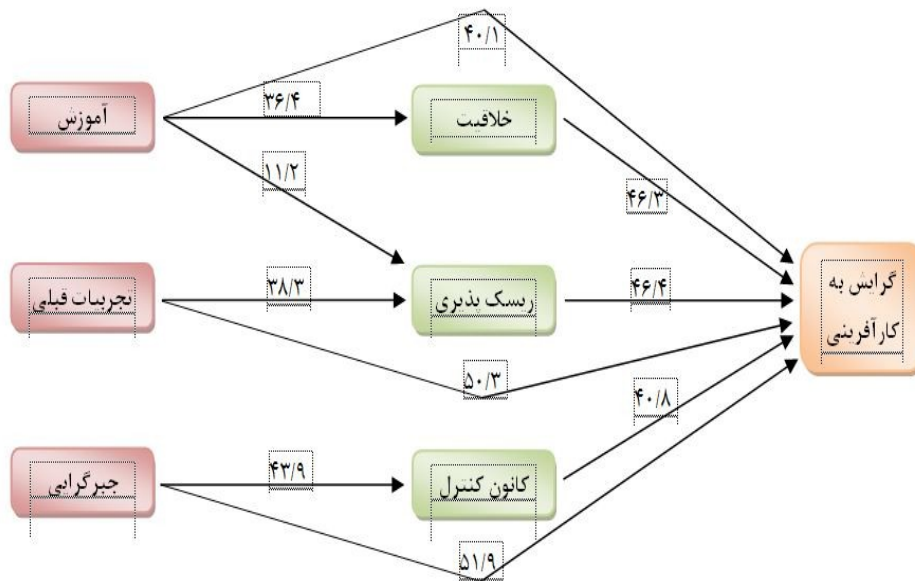 ۴۰/۱
آموزش
۳۶/۴
خلاقیت
۱۱/۲
۴۶/۳
تجربیات قبلی
۳۸/۳
ریسک پذیری
۴۶/۴
گرایش به
کارآفرینی
۵۰/۳
۴۰/۸
جبرگرایی
۴۳/۹
کانون کنترل
۵۱/۹